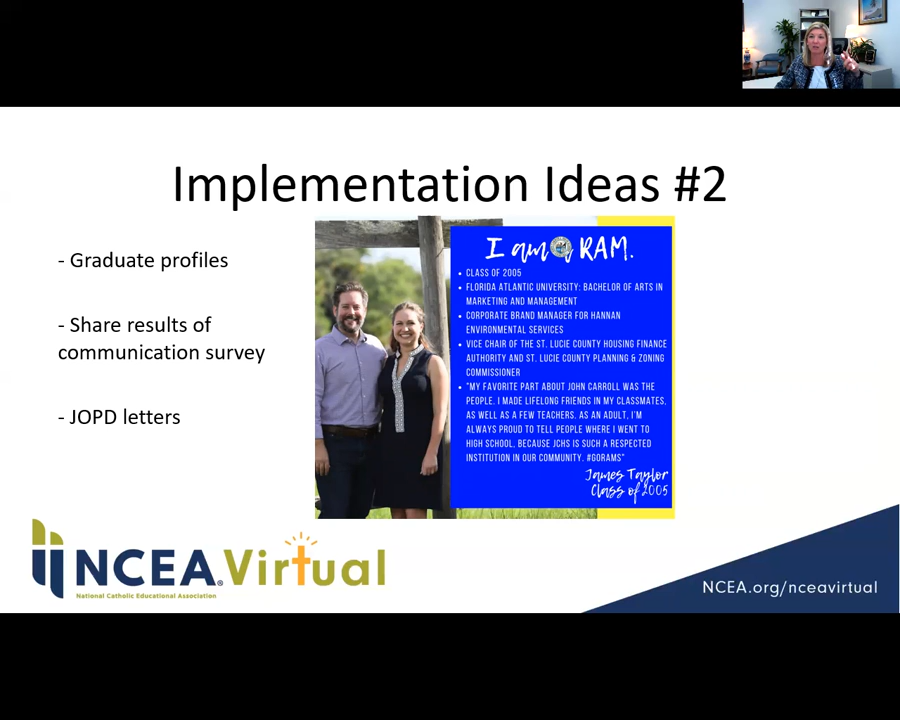 Implementation Ideas #2
- Graduate profiles
- Share results of
communication survey
- JOPD letters
I am a RAM.
• CLASS OF 2005
• FLORIDA ATLANTIC UNIVERSITY: BACHELOR OF ARTS IN
MARKETING AND MANAGEMENT
• CORPORATE BRAND MANAGER FOR HANNAN
ENVIRONMENTAL SERVICES
• VICE CHAIR OF THE ST. LUCIE COUNTY HOUSING FINANCE
AUTHORITY AND ST. LUCIE COUNTY PLANNING & ZONING
COMMISSIONER
• "MY FAVORITE PART ABOUT JOHN CARROLL WAS THE
PEOPLE. I MADE LIFELONG FRIENDS IN MY CLASSMATES,
AS WELL AS A FEW TEACHERS. AS AN ADULT, I'M
ALWAYS PROUD TO TELL PEOPLE WHERE I WENT TO
HIGH SCHOOL, BECAUSE JCHS IS SUCH A RESPECTED
INSTITUTION IN OUR COMMUNITY. #GORAMS"
James Taylor
Class of 2005
NCEA® Virtual
National Catholic Educational Association
NCEA.org/nceavirtual